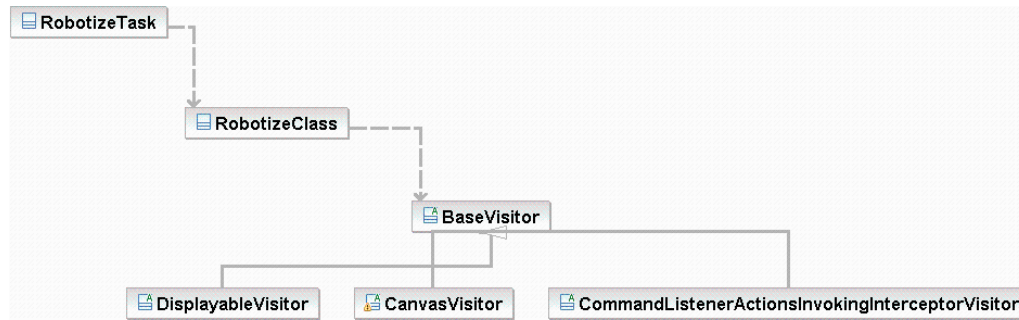 RobotizeTask
RobotizeClass
BaseVisitor
DisplayableVisitor
CanvasVisitor
CommandListenerActionsInvokingInterceptorVisitor